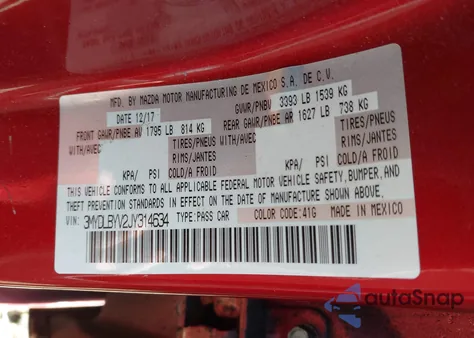 MFD. BY MAZDA MOTOR MANUFACTURING DE MEXICO S.A. DE C.V.
DATE 12/17 GVWR/PNBV 3393 LB 1539 KG
FRONT GAWR/PNBE AV 1795 LB 814 KG REAR GAWR/PNBE AR 1627 LB 738 KG
WITH/AVEC TIRES/PNEUS WITH/AVEC TIRES/PNEUS
RIMS/JANTES RIMS/JANTES
KPA/ PSI COLD/A FROID KPA/ PSI COLD/A FROID
THIS VEHICLE CONFORMS TO ALL APPLICABLE FEDERAL MOTOR VEHICLE SAFETY, BUMPER, AND
THEFT PREVENTION STANDARDS IN EFFECT ON THE DATE OF MANUFACTURE SHOWN ABOVE.
VIN: 3MYDLBYV2JY314634 TYPE: PASS CAR COLOR CODE: 41G MADE IN MEXICO
autoSnap